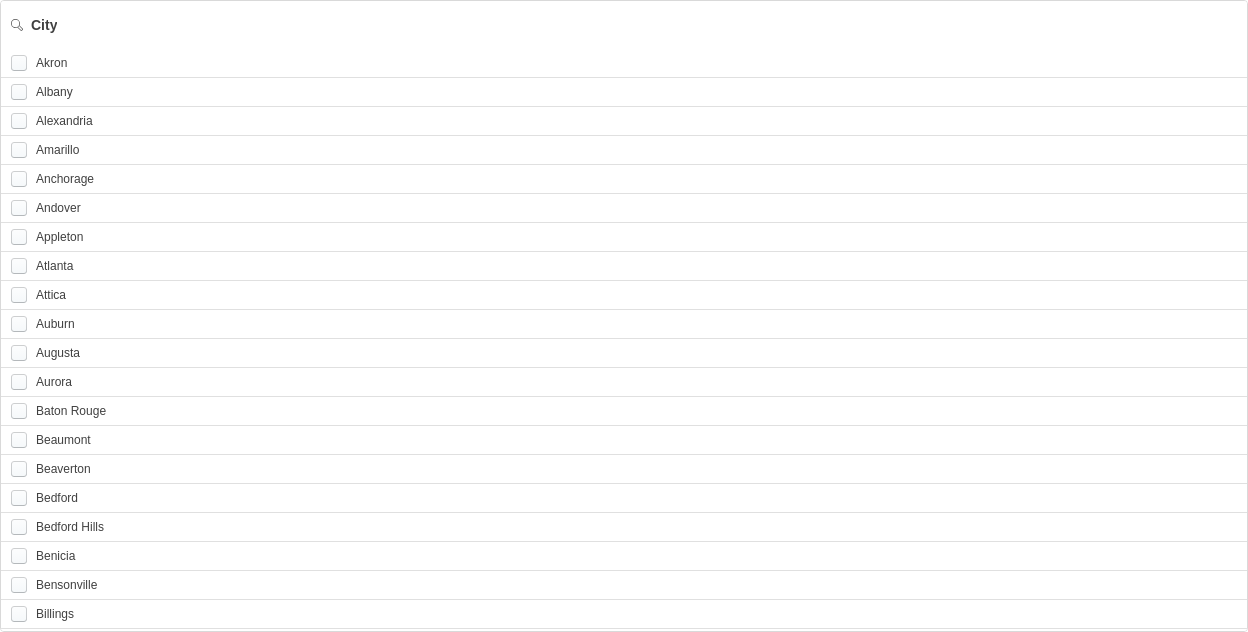 City
Akron
Albany
Alexandria
Amarillo
Anchorage
Andover
Appleton
Atlanta
Attica
Auburn
Augusta
Aurora
Baton Rouge
Beaumont
Beaverton
Bedford
Bedford Hills
Benicia
Bensonville
Billings